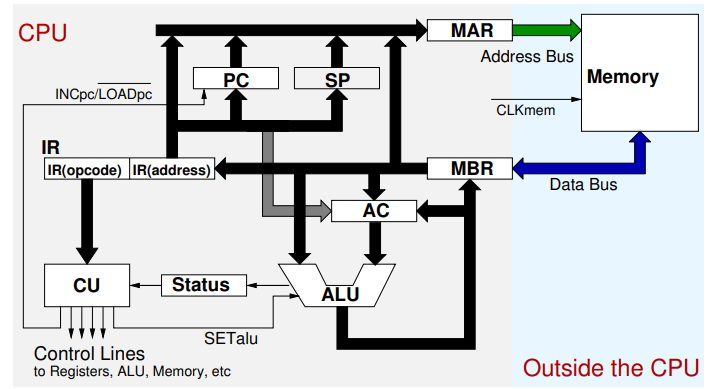 CPU
MAR
Address Bus
Memory
PC
SP
INCpc/LOADpc
CLKmem
IR
IR(opcode)
IR(address)
MBR
Data Bus
AC
CU
Status
ALU
SETalu
Control Lines
to Registers, ALU, Memory, etc
Outside the CPU